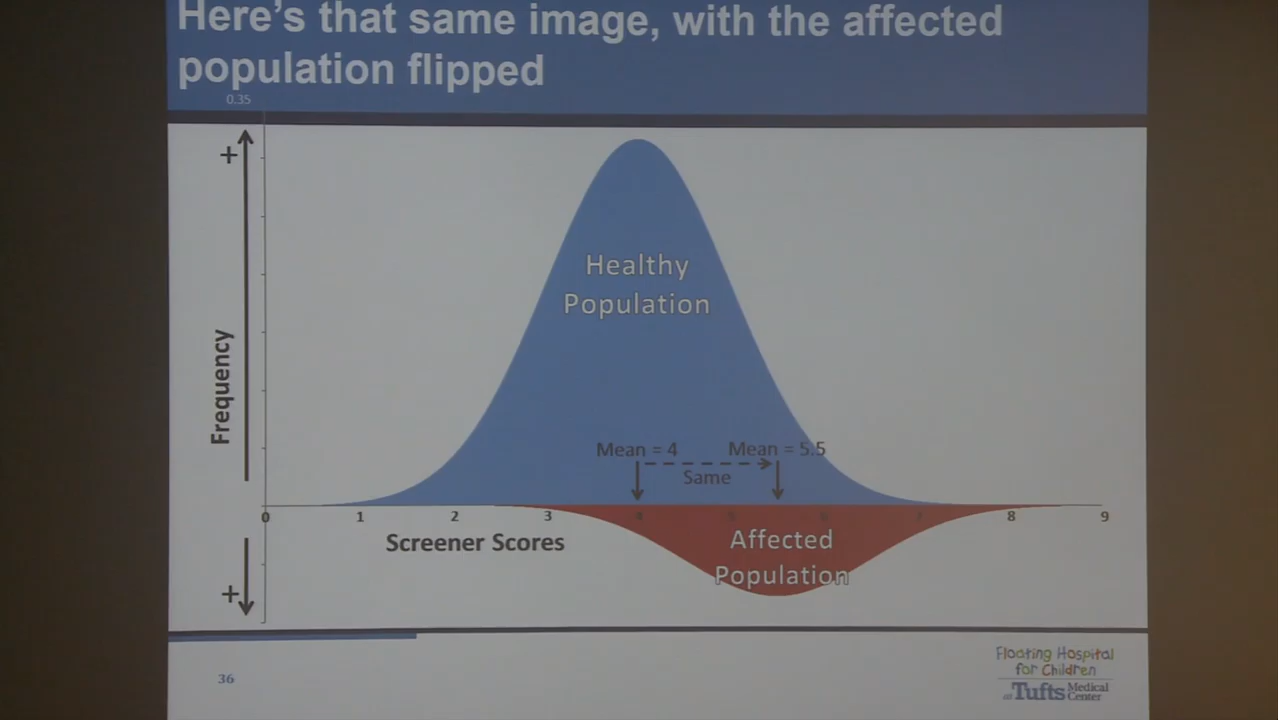 Here's that same image, with the affected
population flipped
0.35
+
Frequency
Healthy
Population
Mean = 4 Mean = 5.5
Same
0 1 2 3 4 5 6 7 8 9
Screener Scores
Affected
Population
+
36
Floating Hospital
for Children
at Tufts Medical
Center